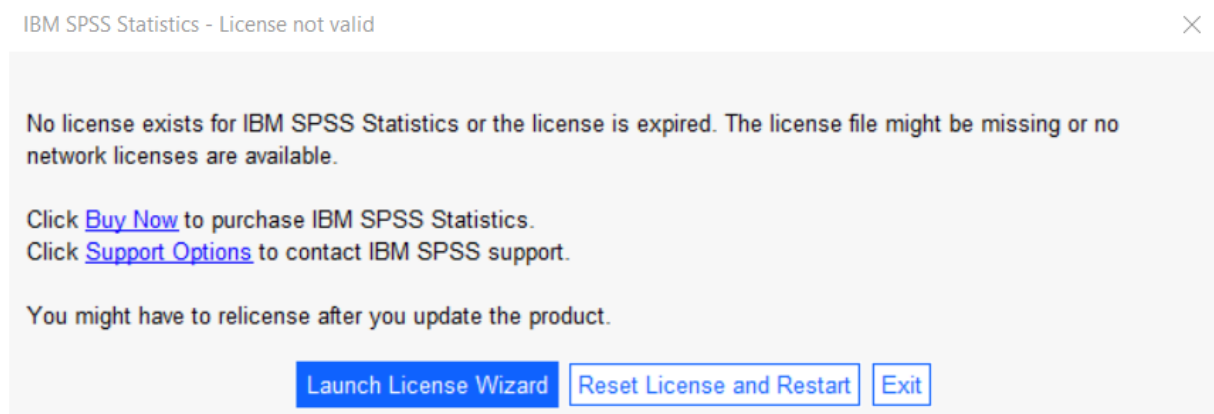 IBM SPSS Statistics - License not valid
No license exists for IBM SPSS Statistics or the license is expired. The license file might be missing or no
network licenses are available.
Click Buy Now to purchase IBM SPSS Statistics.
Click Support Options to contact IBM SPSS support.
You might have to relicense after you update the product.
Launch License Wizard Reset License and Restart Exit